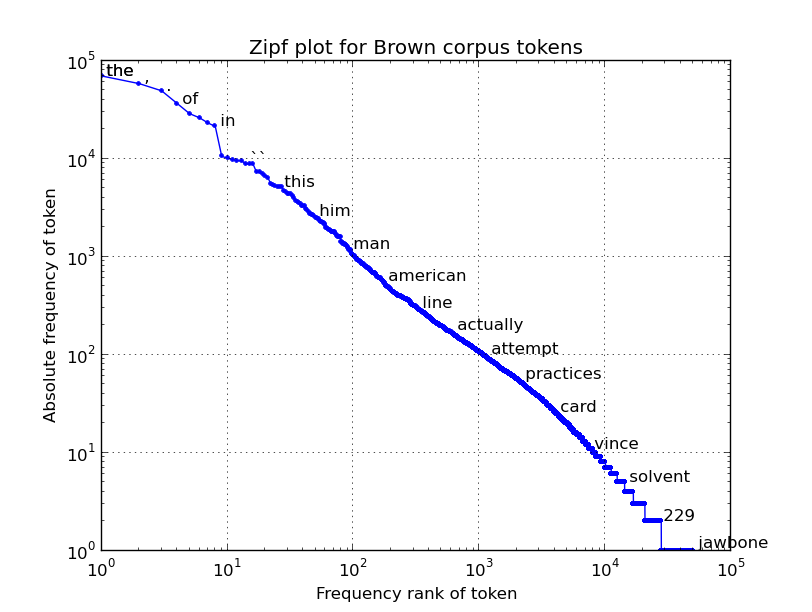 Zipf plot for Brown corpus tokens
Absolute frequency of token
10^5
10^4
10^3
10^2
10^1
10^0
the
,
.
of
in
``
this
him
man
american
line
actually
attempt
practices
card
vince
solvent
229
jawbone
10^0 10^1 10^2 10^3 10^4 10^5
Frequency rank of token